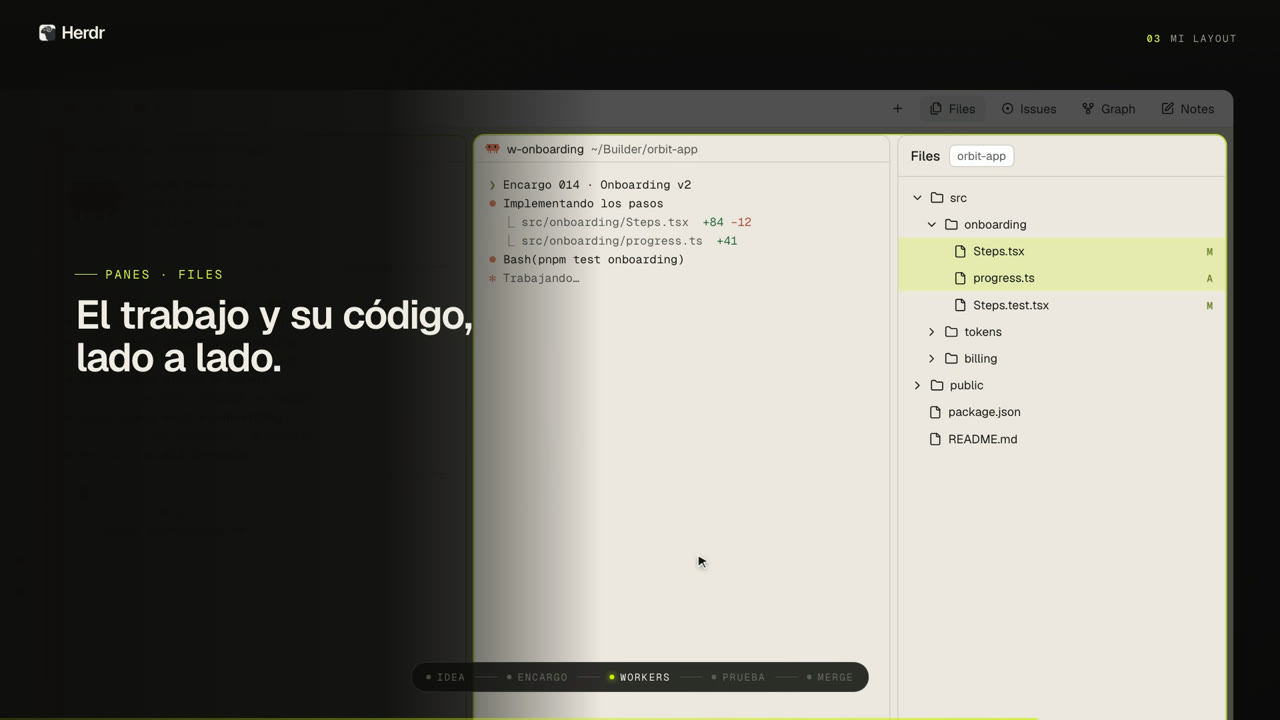 Herdr
03 MI LAYOUT
+ Files Issues Graph Notes
w-onboarding ~/Builder/orbit-app
❯ Encargo 014 · Onboarding v2
● Implementando los pasos
⎿ src/onboarding/Steps.tsx +84 −12
⎿ src/onboarding/progress.ts +41
● Bash(pnpm test onboarding)
✻ Trabajando…
Files orbit-app
src
onboarding
Steps.tsx M
progress.ts A
Steps.test.tsx M
tokens
billing
public
package.json
README.md
PANES · FILES
El trabajo y su código,
lado a lado.
IDEA ENCARGO WORKERS PRUEBA MERGE